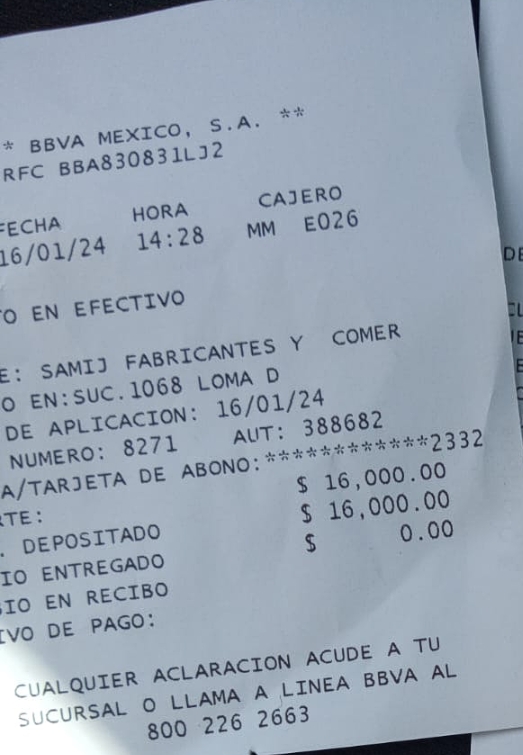 * BBVA MEXICO, S.A. **
RFC BBA830831LJ2
FECHA HORA CAJERO
16/01/24 14:28 MM E026
TO EN EFECTIVO
E: SAMIJ FABRICANTES Y COMER
O EN:SUC.1068 LOMA D
DE APLICACION: 16/01/24
NUMERO: 8271 AUT: 388682
A/TARJETA DE ABONO:************2332
RTE: $ 16,000.00
. DEPOSITADO $ 16,000.00
IO ENTREGADO $ 0.00
BIO EN RECIBO
IVO DE PAGO:
CUALQUIER ACLARACION ACUDE A TU
SUCURSAL O LLAMA A LINEA BBVA AL
800 226 2663